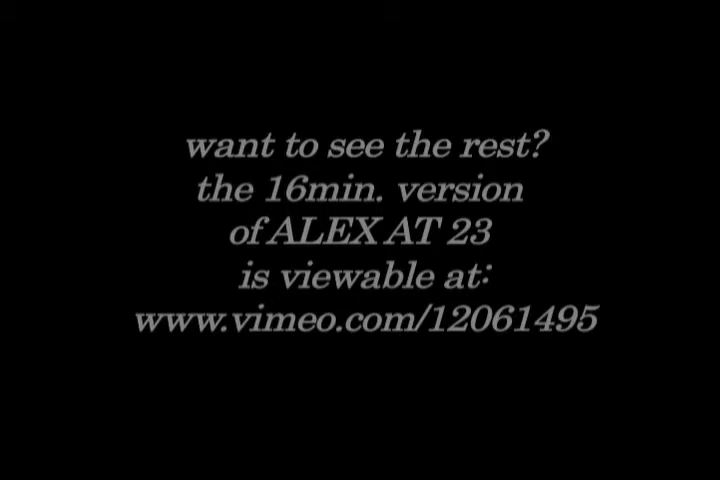 want to see the rest?
the 16min. version
of ALEX AT 23
is viewable at:
www.vimeo.com/12061495